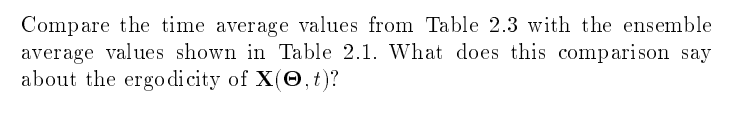 Compare the time average values from Table 2.3 with the ensemble
average values shown in Table 2.1. What does this comparison say
about the ergodicity of X(Θ, t)?